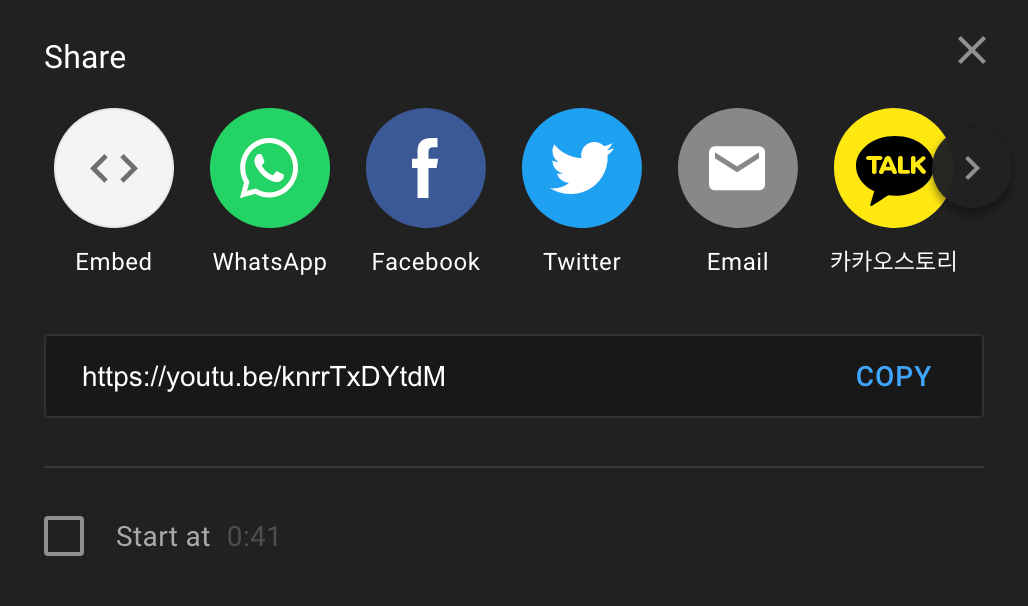 Share
TALK
Embed WhatsApp Facebook Twitter Email 카카오스토리
https://youtu.be/knrrTxDYtdM COPY
Start at 0:41